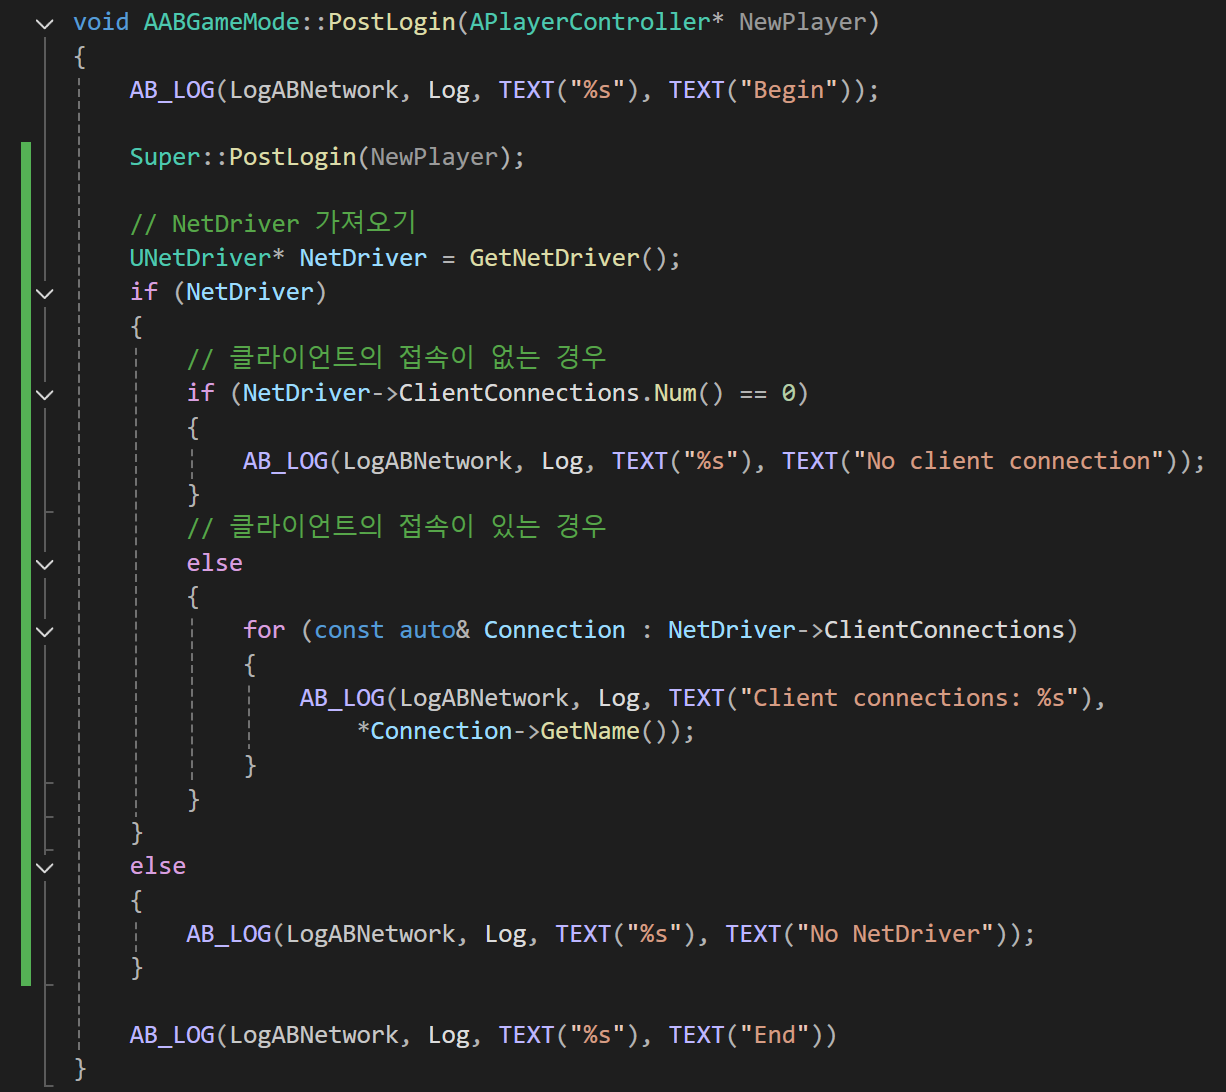 void AABGameMode::PostLogin(APlayerController* NewPlayer)
{
AB_LOG(LogABNetwork, Log, TEXT("%s"), TEXT("Begin"));
Super::PostLogin(NewPlayer);
// NetDriver 가져오기
UNetDriver* NetDriver = GetNetDriver();
if (NetDriver)
{
// 클라이언트의 접속이 없는 경우
if (NetDriver->ClientConnections.Num() == 0)
{
AB_LOG(LogABNetwork, Log, TEXT("%s"), TEXT("No client connection"));
}
// 클라이언트의 접속이 있는 경우
else
{
for (const auto& Connection : NetDriver->ClientConnections)
{
AB_LOG(LogABNetwork, Log, TEXT("Client connections: %s"),
*Connection->GetName());
}
}
}
else
{
AB_LOG(LogABNetwork, Log, TEXT("%s"), TEXT("No NetDriver"));
}
AB_LOG(LogABNetwork, Log, TEXT("%s"), TEXT("End"))
}